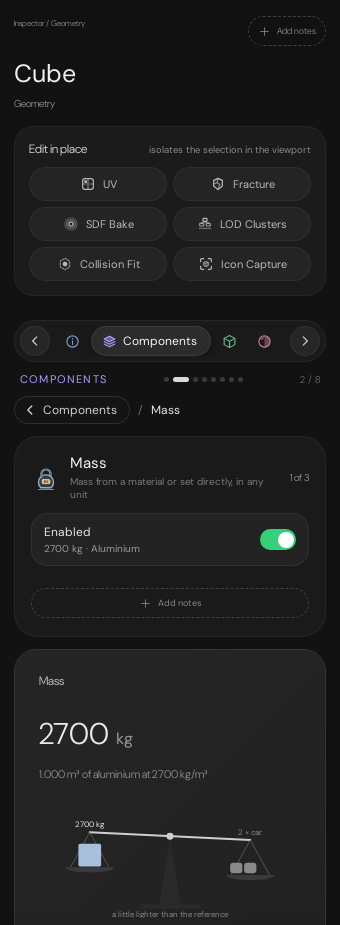 Inspector / Geometry
Add notes
Cube
Geometry
Edit in place
isolates the selection in the viewport
UV
Fracture
SDF Bake
LOD Clusters
Collision Fit
Icon Capture
Components
COMPONENTS
2 / 8
Components / Mass
Mass
Mass from a material or set directly, in any
unit
1 of 3
Enabled
2700 kg · Aluminium
Add notes
Mass
2700 kg
1.000 m³ of aluminium at 2700 kg/m³
2700 kg
2 × car
a little lighter than the reference